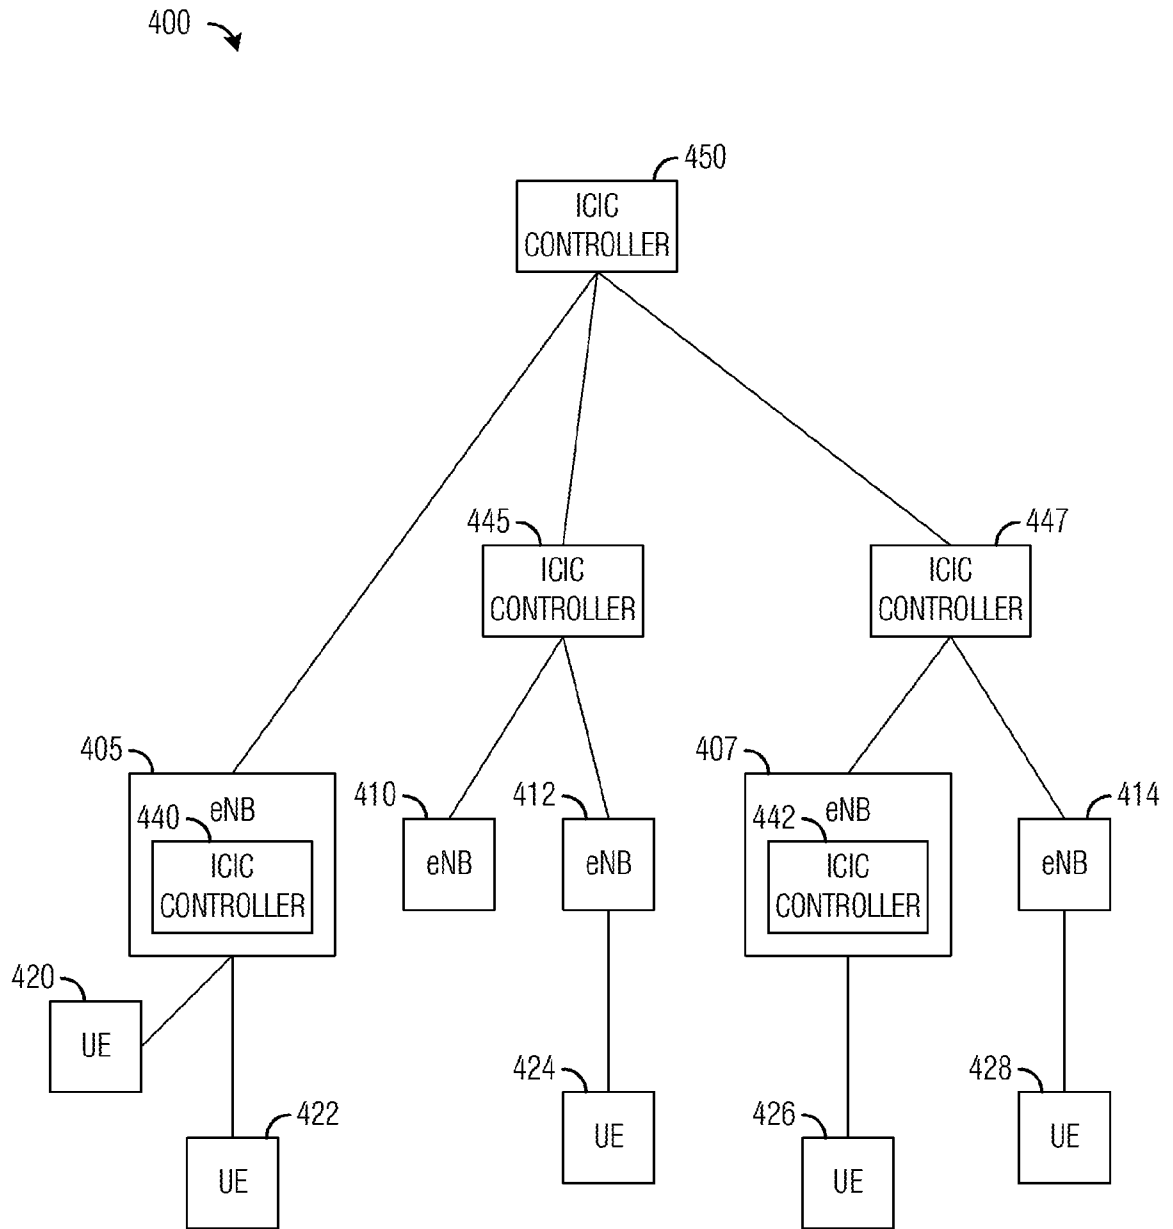 400
450
ICIC
CONTROLLER
445
447
ICIC
CONTROLLER
ICIC
CONTROLLER
405
407
410
412
414
eNB
440
ICIC
CONTROLLER
eNB
eNB
eNB
442
ICIC
CONTROLLER
eNB
420
UE
424
428
UE
UE
422
426
UE
UE